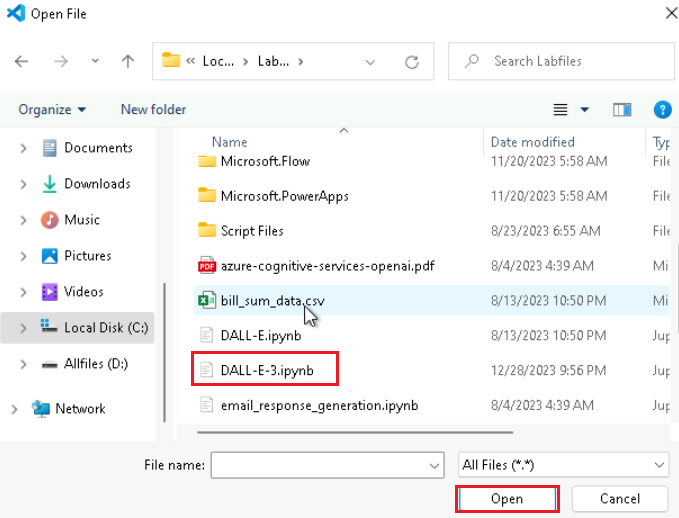 Open File
« Loc... > Lab... >
Search Labfiles
Organize
New folder
?
Name
Date modified
Typ
Documents
Downloads
Music
Pictures
Videos
Local Disk (C:)
Allfiles (D:)
Network
Microsoft.Flow 11/20/2023 5:58 AM File
Microsoft.PowerApps 11/20/2023 5:58 AM File
Script Files 8/23/2023 6:55 AM File
PDF azure-cognitive-services-openai.pdf 8/4/2023 4:39 AM Mi
bill_sum_data.csv 8/13/2023 10:50 PM Mi
DALL-E.ipynb 8/13/2023 10:50 PM Jup
DALL-E-3.ipynb 12/28/2023 9:56 PM Jup
email_response_generation.ipynb 8/4/2023 4:39 AM Jup
File name:
All Files (*.*)
Open
Cancel